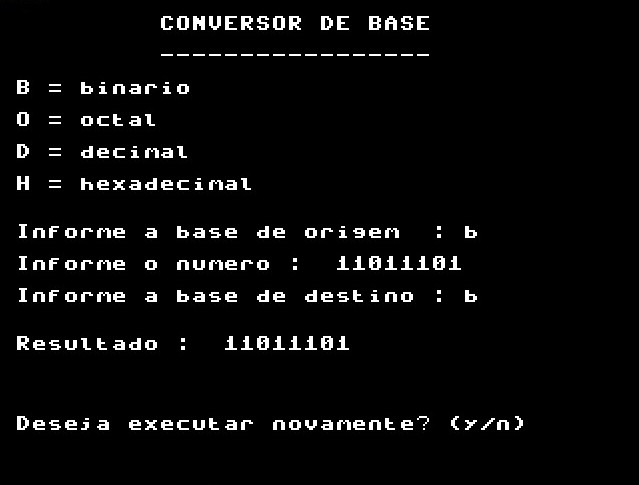 CONVERSOR DE BASE
-----------------
B = binario
O = octal
D = decimal
H = hexadecimal
Informe a base de origem  : b
Informe o numero :  11011101
Informe a base de destino : b
Resultado :  11011101
Deseja executar novamente? (y/n)